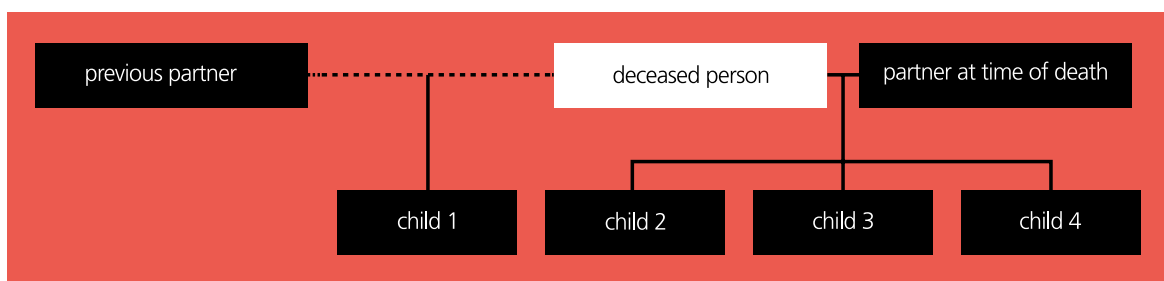 previous partner
deceased person
partner at time of death
child 1
child 2
child 3
child 4